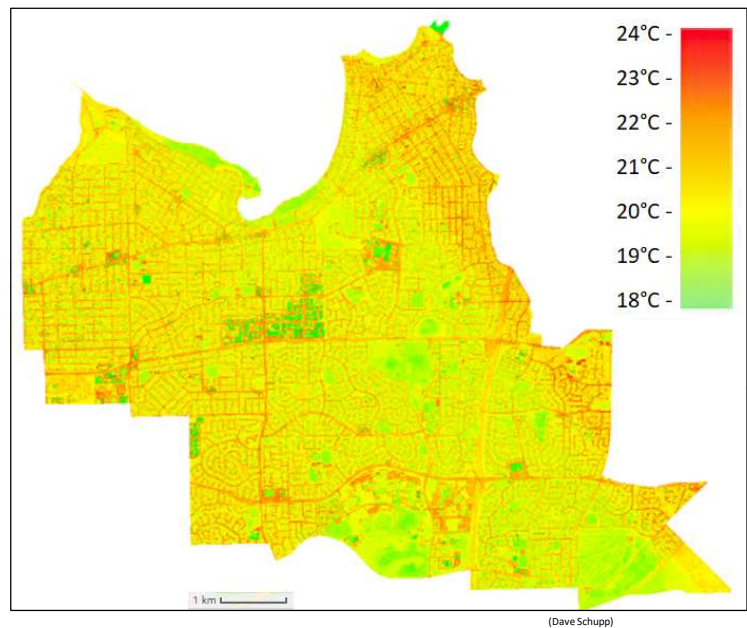 24°C -
23°C -
22°C -
21°C -
20°C -
19°C -
18°C -
1 km
(Dave Schupp)